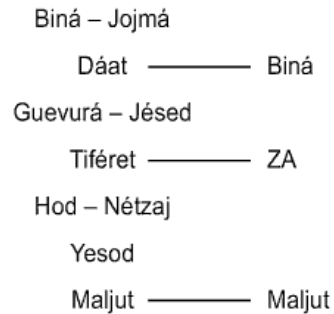 Biná – Jojmá
Dáat ——— Biná
Guevurá – Jésed
Tiféret ——— ZA
Hod – Nétzaj
Yesod
Maljut ——— Maljut